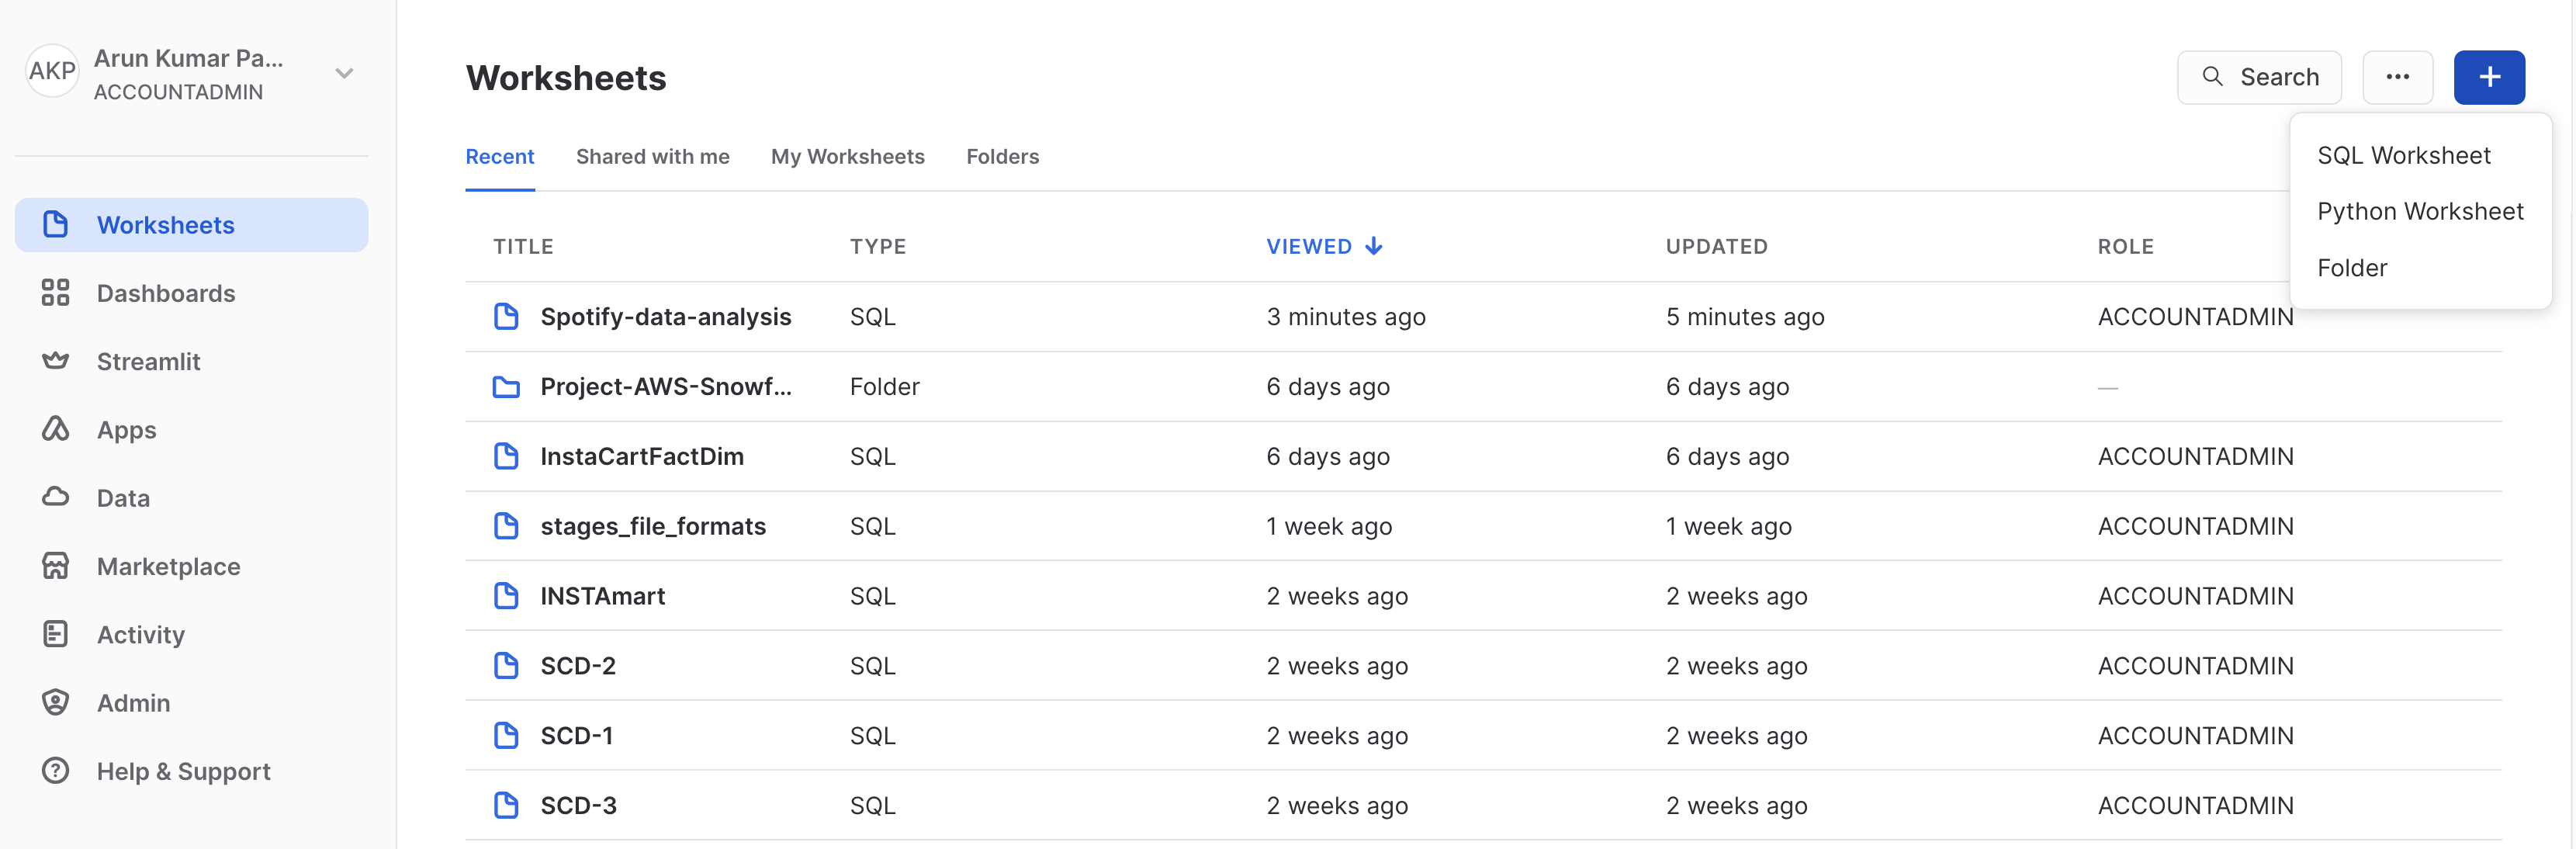 AKP
Arun Kumar Pa...
ACCOUNTADMIN
Worksheets
Dashboards
Streamlit
Apps
Data
Marketplace
Activity
Admin
Help & Support
Worksheets
Search
SQL Worksheet
Python Worksheet
Folder
Recent Shared with me My Worksheets Folders
TITLE TYPE VIEWED UPDATED ROLE
Spotify-data-analysis SQL 3 minutes ago 5 minutes ago ACCOUNTADMIN
Project-AWS-Snowf... Folder 6 days ago 6 days ago —
InstaCartFactDim SQL 6 days ago 6 days ago ACCOUNTADMIN
stages_file_formats SQL 1 week ago 1 week ago ACCOUNTADMIN
INSTAmart SQL 2 weeks ago 2 weeks ago ACCOUNTADMIN
SCD-2 SQL 2 weeks ago 2 weeks ago ACCOUNTADMIN
SCD-1 SQL 2 weeks ago 2 weeks ago ACCOUNTADMIN
SCD-3 SQL 2 weeks ago 2 weeks ago ACCOUNTADMIN